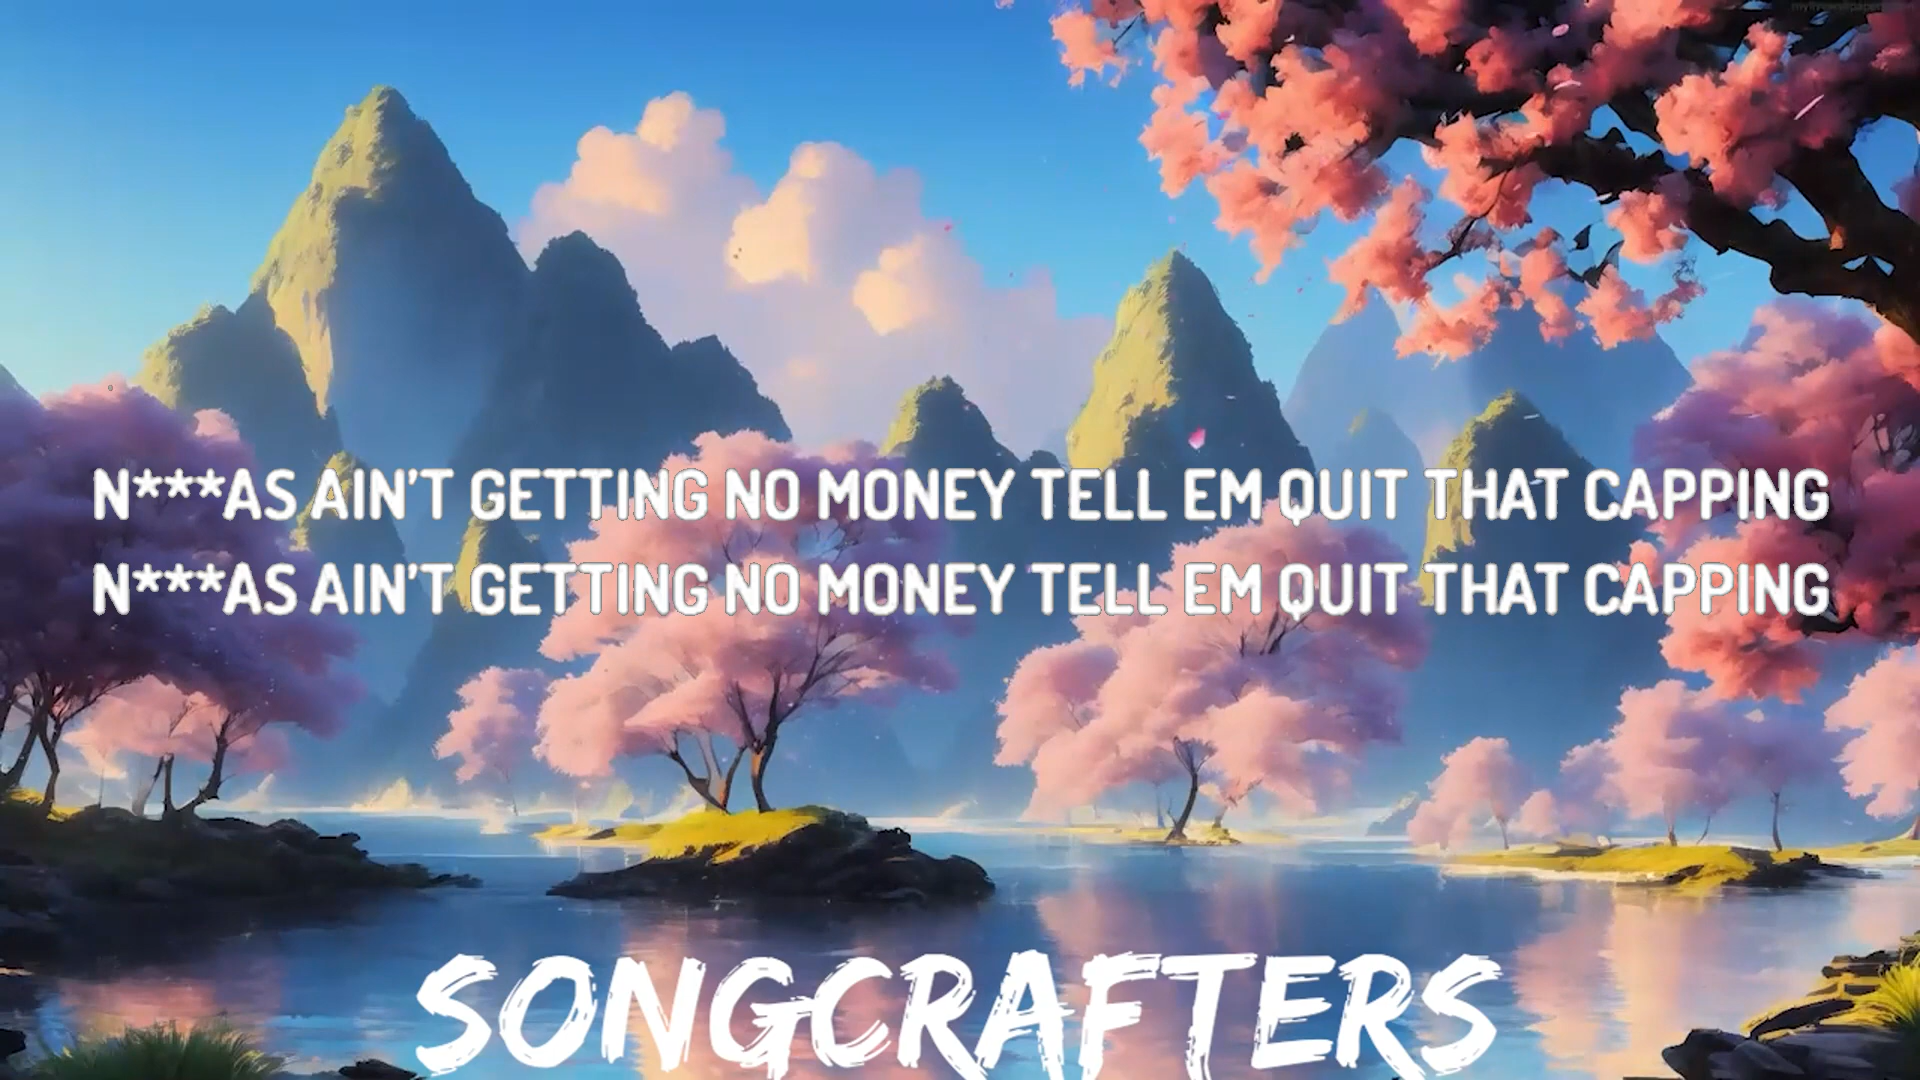 N***AS AIN'T GETTING NO MONEY TELL EM QUIT THAT CAPPING
N***AS AIN'T GETTING NO MONEY TELL EM QUIT THAT CAPPING
SONGCRAFTERS